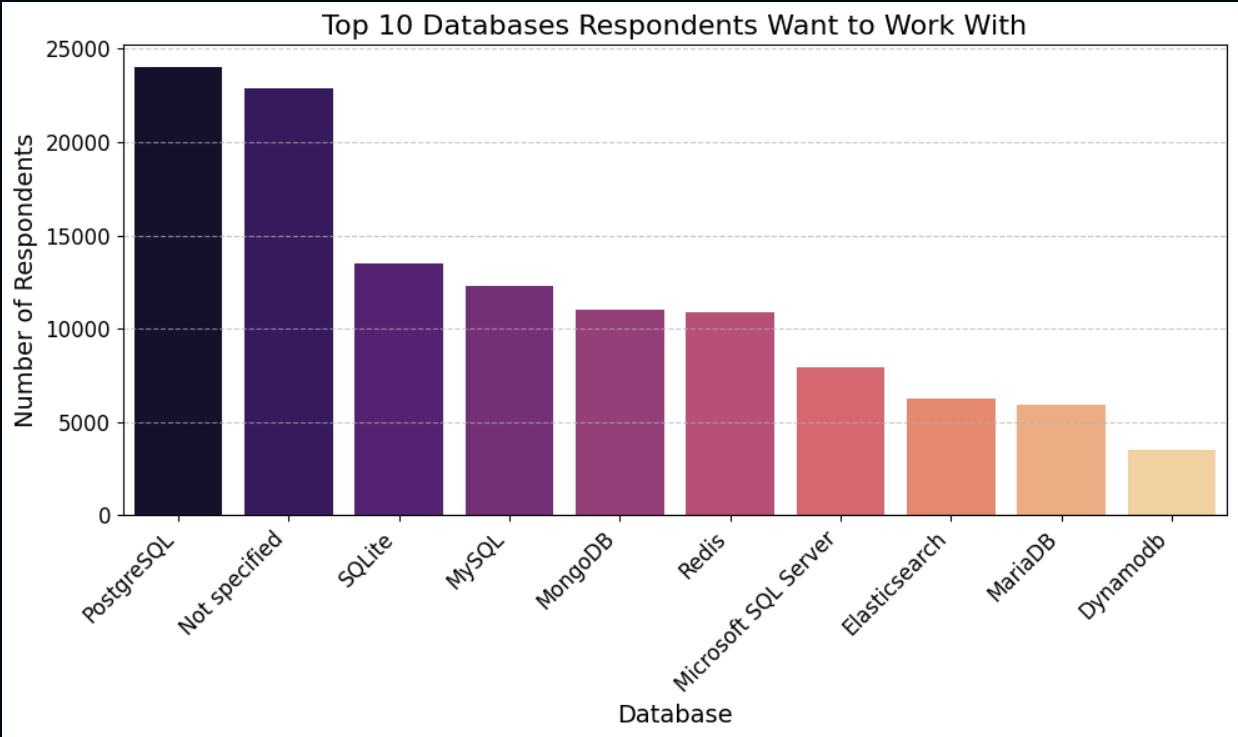 Top 10 Databases Respondents Want to Work With
Number of Respondents
25000
20000
15000
10000
5000
0
PostgreSQL
Not specified
SQLite
MySQL
MongoDB
Redis
Microsoft SQL Server
Elasticsearch
MariaDB
Dynamodb
Database